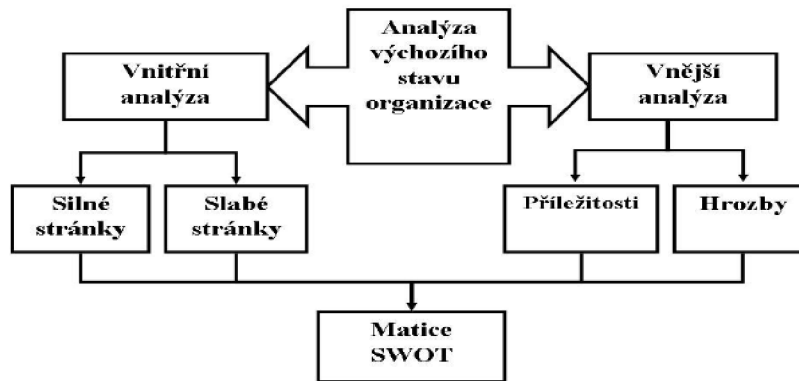 Analýza
výchozího
stavu
organizace
Vnitřní
analýza
Vnější
analýza
Silné
stránky
Slabé
stránky
Příležitosti
Hrozby
Matice
SWOT